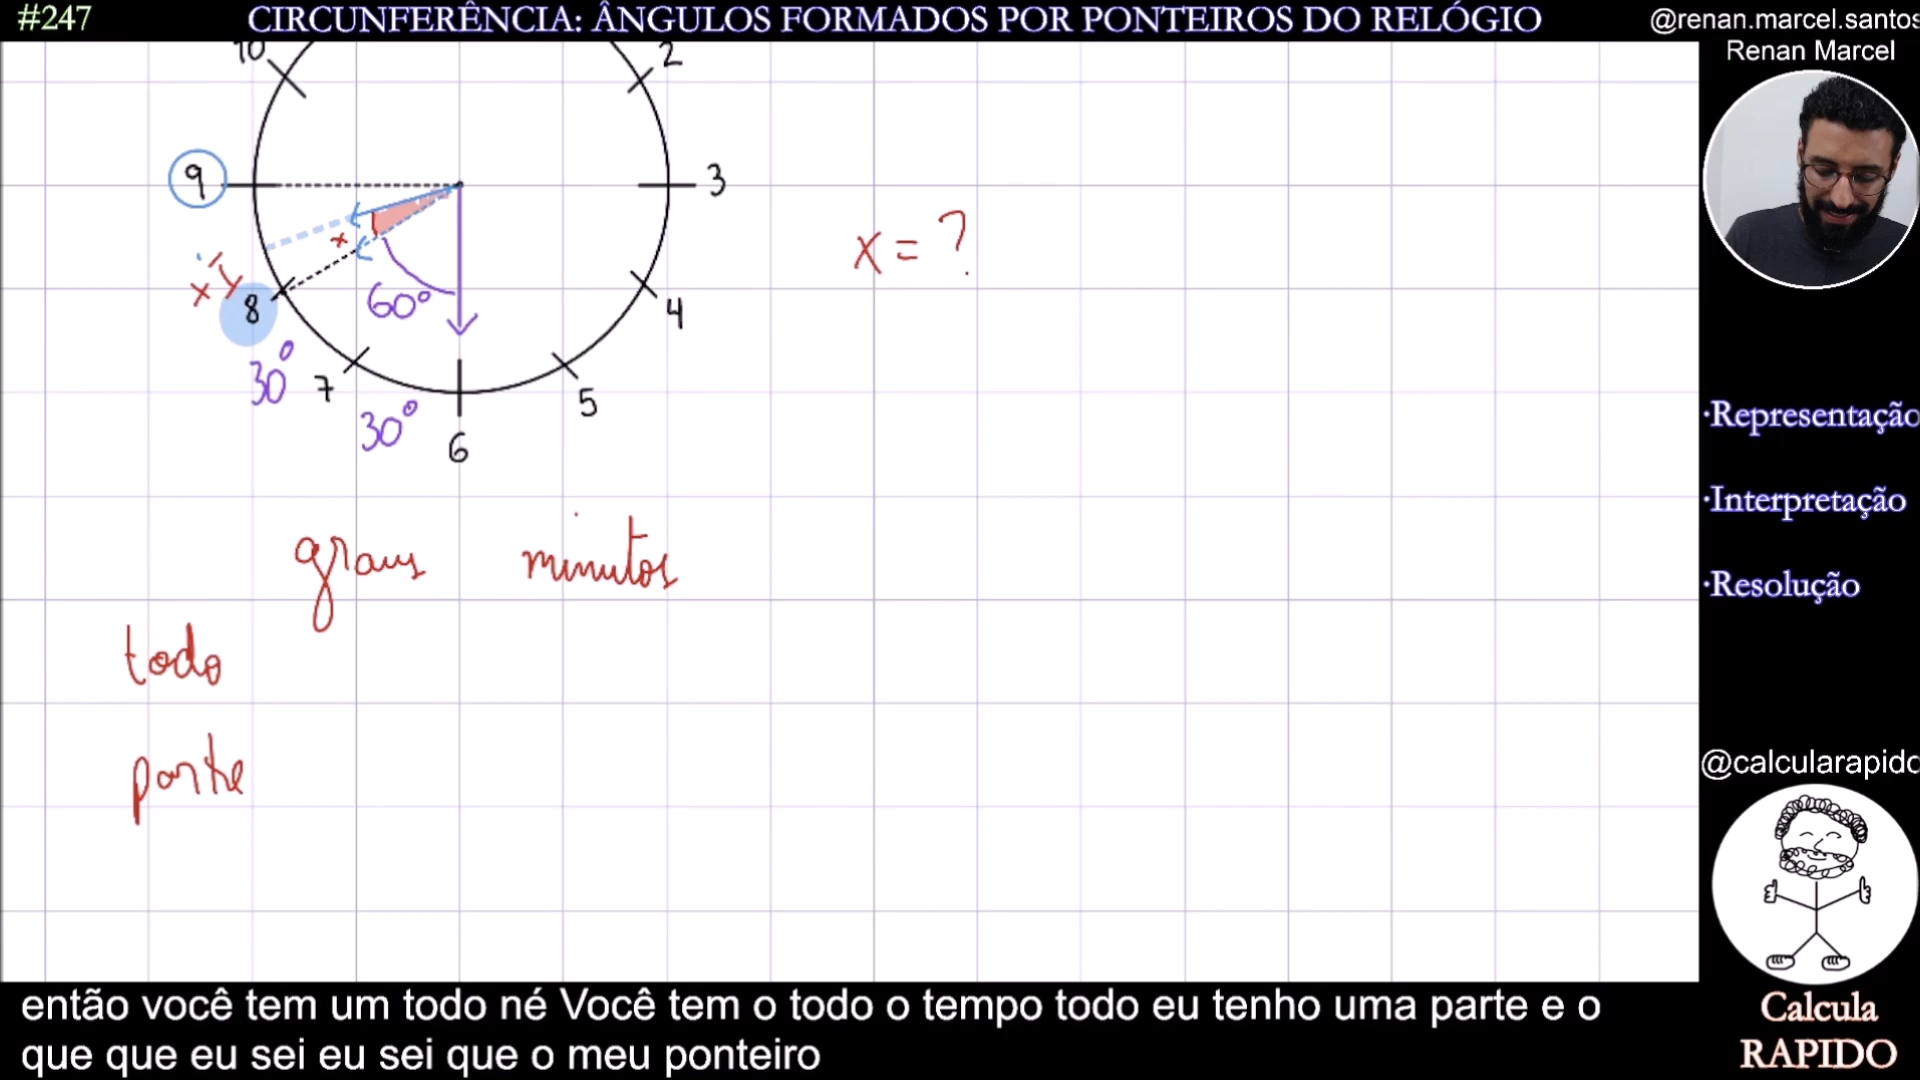 #247
CIRCUNFERÊNCIA: ÂNGULOS FORMADOS POR PONTEIROS DO RELÓGIO
@renan.marcel.santos
Renan Marcel
10
2
9
3
x
x = ?
x
8
60°
4
30°
7
5
30°
6
graus minutos
todo
parte
·Representação
·Interpretação
·Resolução
@calcularapido
Calcula
RAPIDO
então você tem um todo né Você tem o todo o tempo todo eu tenho uma parte e o
que que eu sei eu sei que o meu ponteiro